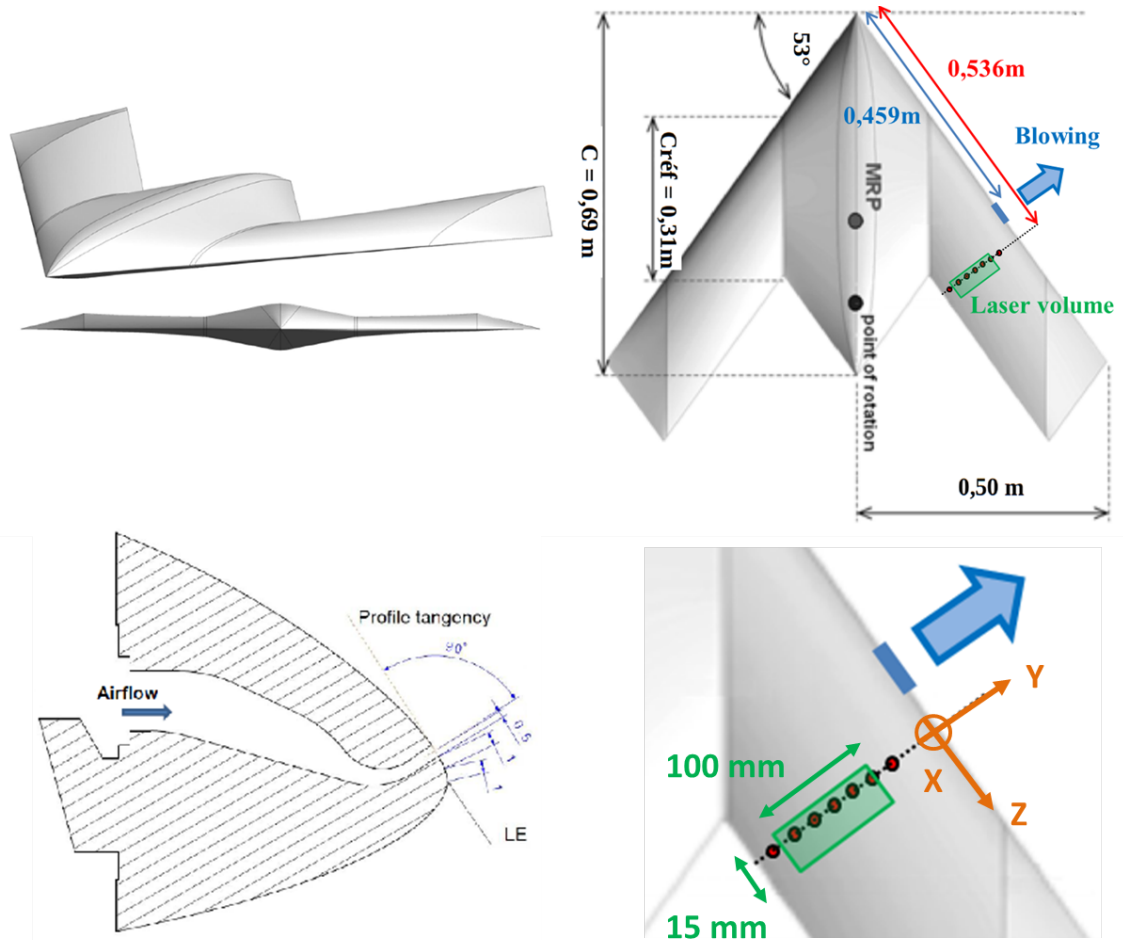 53°
0,536m
0,459m
Blowing
C = 0,69 m
Créf = 0,31m
MRP
Laser volume
point of rotation
0,50 m
Profile tangency
90°
Airflow
0,5
1
1
LE
Y
100 mm
X
Z
15 mm